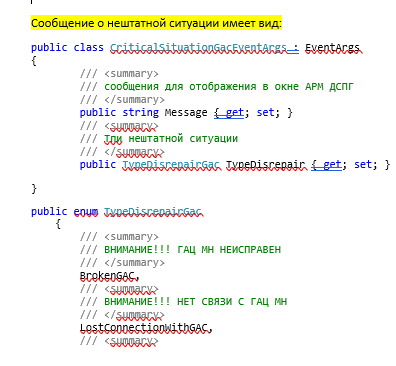 Сообщение о нештатной ситуации имеет вид:
public class CriticalSituationGacEventArgs : EventArgs
{
/// <summary>
/// сообщения для отображения в окне АРМ ДСПГ
/// </summary>
public string Message { get; set; }
/// <summary>
/// Тпи нештатной ситуации
/// </summary>
public TypeDisrepairGac TypeDisrepair { get; set; }
}
public enum TypeDisrepairGac
{
/// <summary>
/// ВНИМАНИЕ!!! ГАЦ МН НЕИСПРАВЕН
/// </summary>
BrokenGAC,
/// <summary>
/// ВНИМАНИЕ!!! НЕТ СВЯЗИ С ГАЦ МН
/// </summary>
LostConnectionWithGAC,
/// <summary>